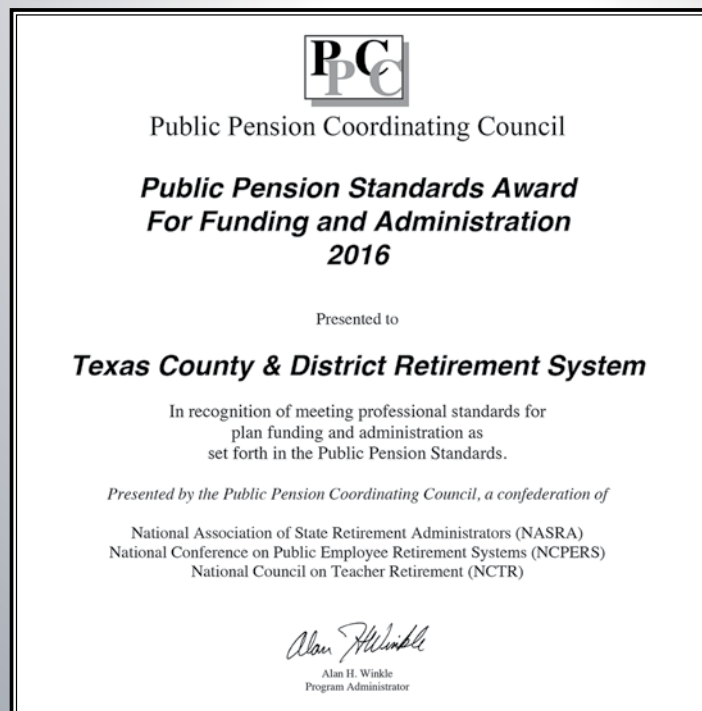 PPCC
Public Pension Coordinating Council
Public Pension Standards Award
For Funding and Administration
2016
Presented to
Texas County & District Retirement System
In recognition of meeting professional standards for
plan funding and administration as
set forth in the Public Pension Standards.
Presented by the Public Pension Coordinating Council, a confederation of
National Association of State Retirement Administrators (NASRA)
National Conference on Public Employee Retirement Systems (NCPERS)
National Council on Teacher Retirement (NCTR)
Alan H Winkle
Alan H. Winkle
Program Administrator